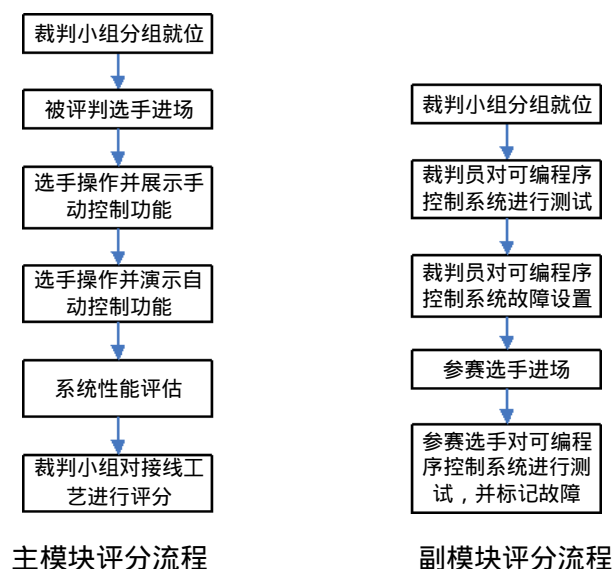 裁判小组分组就位
被评判选手进场
选手操作并展示手
动控制功能
选手操作并演示自
动控制功能
系统性能评估
裁判小组对接线工
艺进行评分
主模块评分流程
裁判小组分组就位
裁判员对可编程序
控制系统进行测试
裁判员对可编程序
控制系统故障设置
参赛选手进场
参赛选手对可编程
序控制系统进行测
试，并标记故障
副模块评分流程